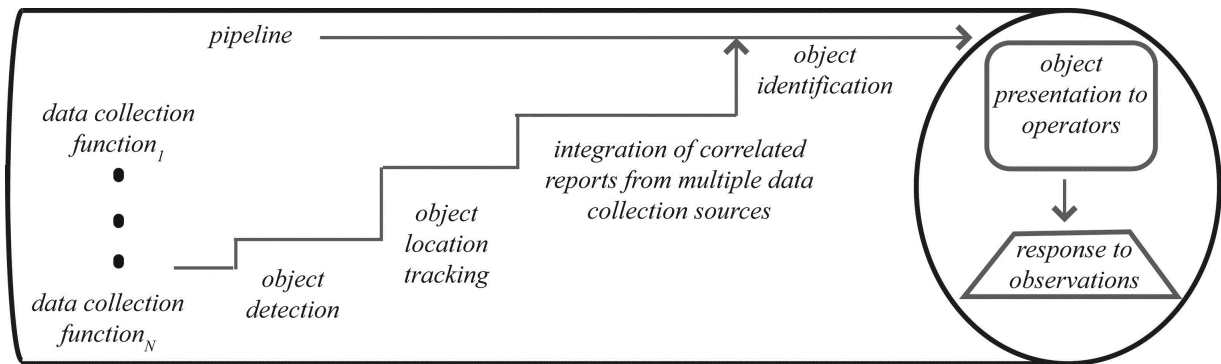 pipeline
data collection
function₁
data collection
function_N
object
detection
object
location
tracking
integration of correlated
reports from multiple data
collection sources
object
identification
object
presentation to
operators
response to
observations